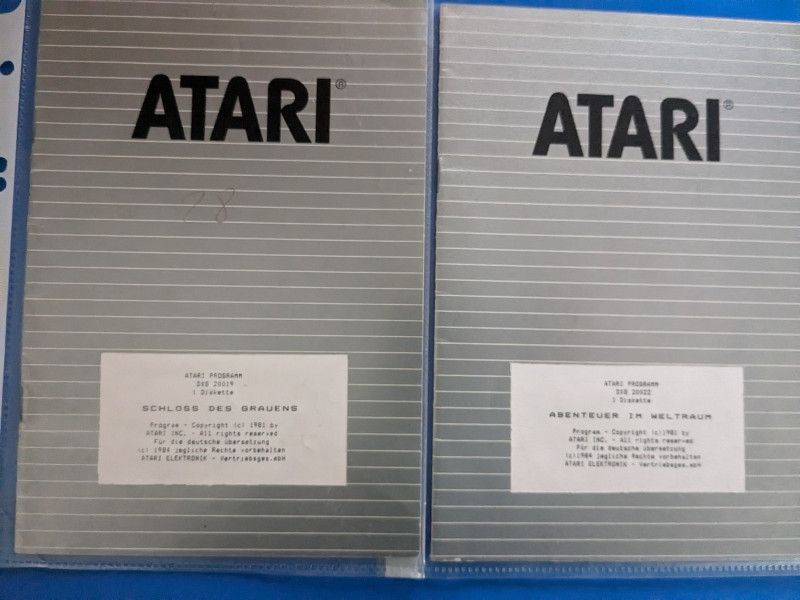 ATARI®
28
ATARI PROGRAMM
DXD 20019
1 Diskette
SCHLOSS DES GRAUENS
Program - Copyright (c) 1981 by
ATARI INC. - All rights reserved
Für die deutsche übersetzung
(c) 1984 jegliche Rechte vorbehalten
ATARI ELEKTRONIK - Vertriebsges.mbH
ATARI®
ATARI PROGRAMM
DXD 20022
1 Diskette
ABENTEUER IM WELTRAUM
Program - Copyright (c) 1981 by
ATARI INC. - All rights reserved
Für die deutsche übersetzung
(c) 1984 jegliche Rechte vorbehalten
ATARI ELEKTRONIK - Vertriebsges.mbH